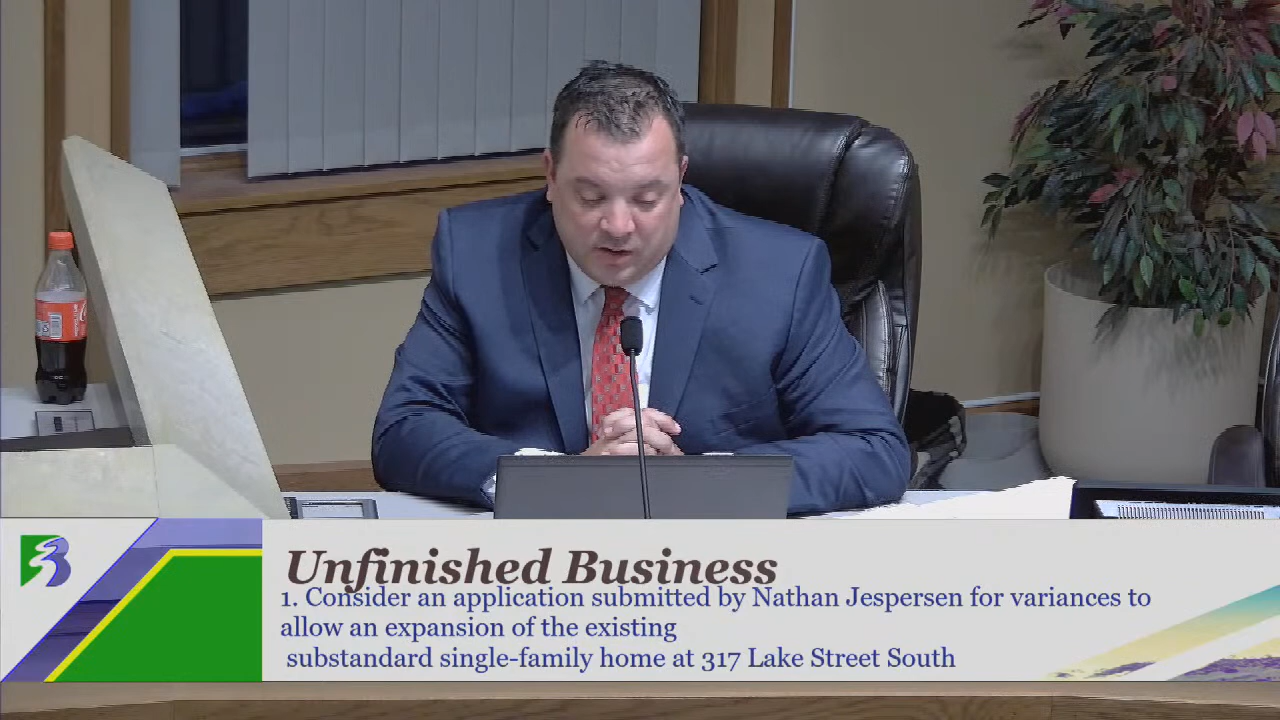 Unfinished Business
1. Consider an application submitted by Nathan Jespersen for variances to
allow an expansion of the existing
substandard single-family home at 317 Lake Street South